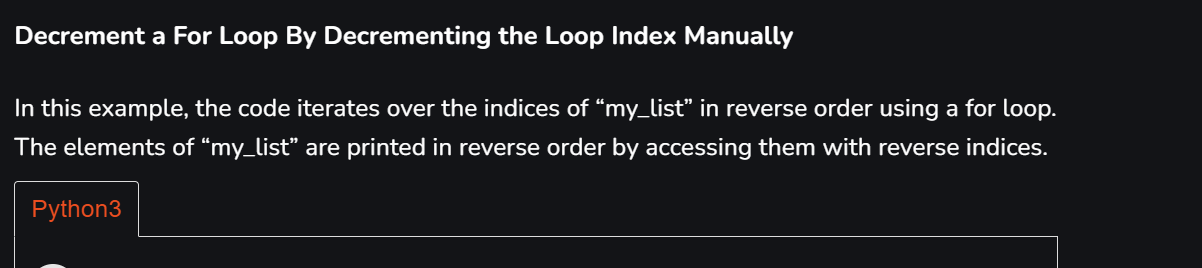 Decrement a For Loop By Decrementing the Loop Index Manually
In this example, the code iterates over the indices of “my_list” in reverse order using a for loop.
The elements of “my_list” are printed in reverse order by accessing them with reverse indices.
Python3